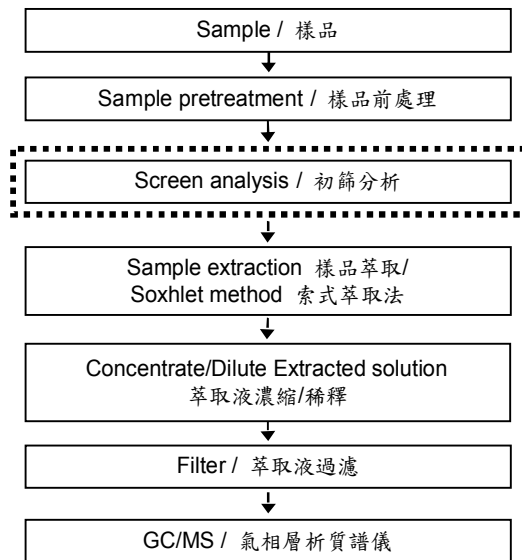 Sample / 樣品
Sample pretreatment / 樣品前處理
Screen analysis / 初篩分析
Sample extraction 樣品萃取/
Soxhlet method 索式萃取法
Concentrate/Dilute Extracted solution
萃取液濃縮/稀釋
Filter / 萃取液過濾
GC/MS / 氣相層析質譜儀